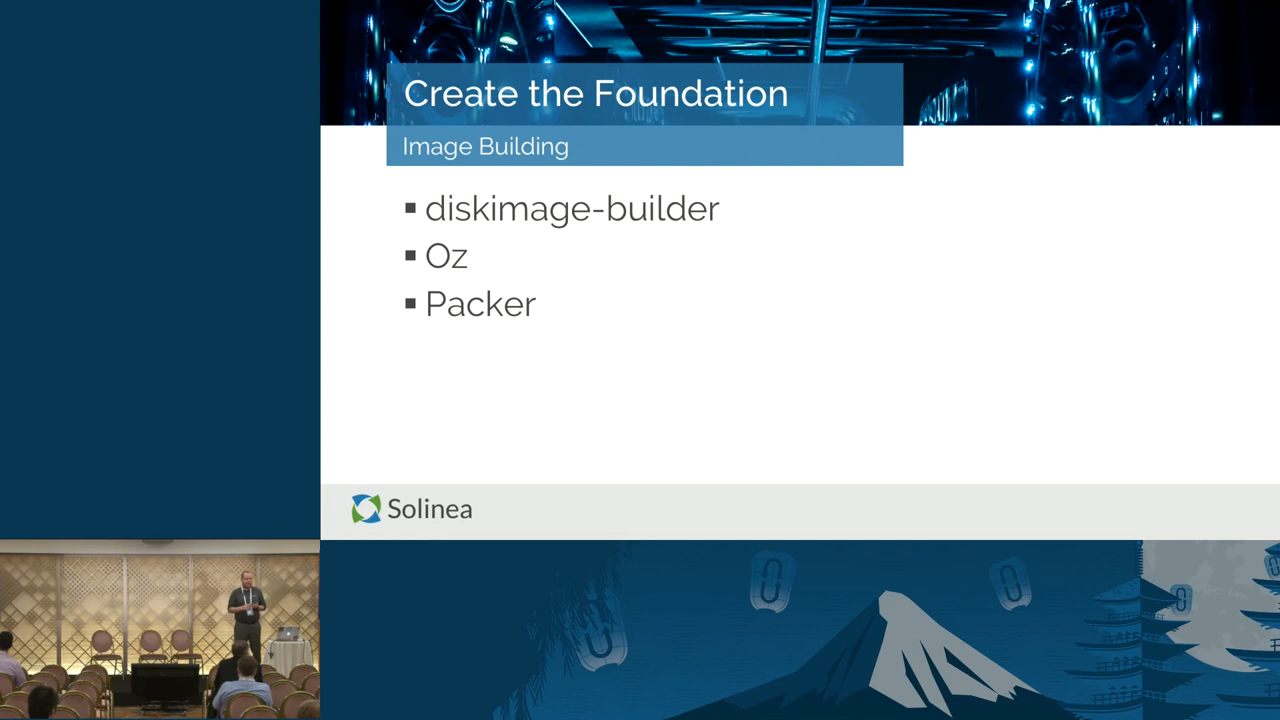 Create the Foundation
Image Building
▪ diskimage-builder
▪ Oz
▪ Packer
Solinea